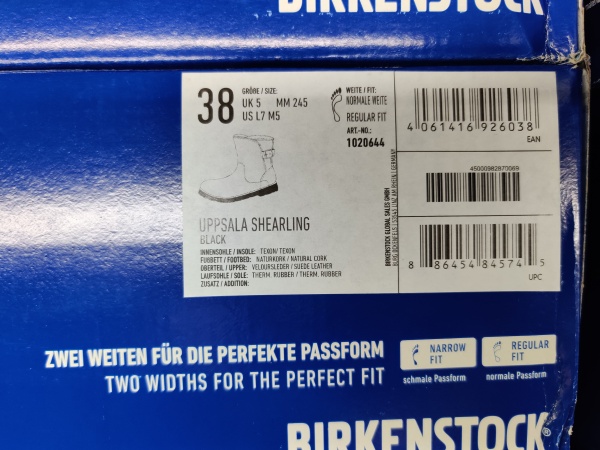 BIRKENSTOCK
38
GRÖßE / SIZE:
UK 5 MM 245
US L7 M5
WEITE / FIT:
NORMALE WEITE
REGULAR FIT
ART.-NO.:
1020644
4 061416 926038
EAN
45000982870069
8 86454 84574 5
UPC
UPPSALA SHEARLING
BLACK
INNENSOHLE / INSOLE: TEXON/ TEXON
FUßBETT / FOOTBED: NATURKORK / NATURAL CORK
OBERTEIL / UPPER: VELOURSLEDER / SUEDE LEATHER
LAUFSOHLE / SOLE: THERM. RUBBER / THERM. RUBBER
ZUSATZ / ADDITION:
BIRKENSTOCK GLOBAL SALES GMBH
ZWEI WEITEN FÜR DIE PERFEKTE PASSFORM
TWO WIDTHS FOR THE PERFECT FIT
NARROW
FIT
schmale Passform
REGULAR
FIT
normale Passform
BIRKENSTOCK®